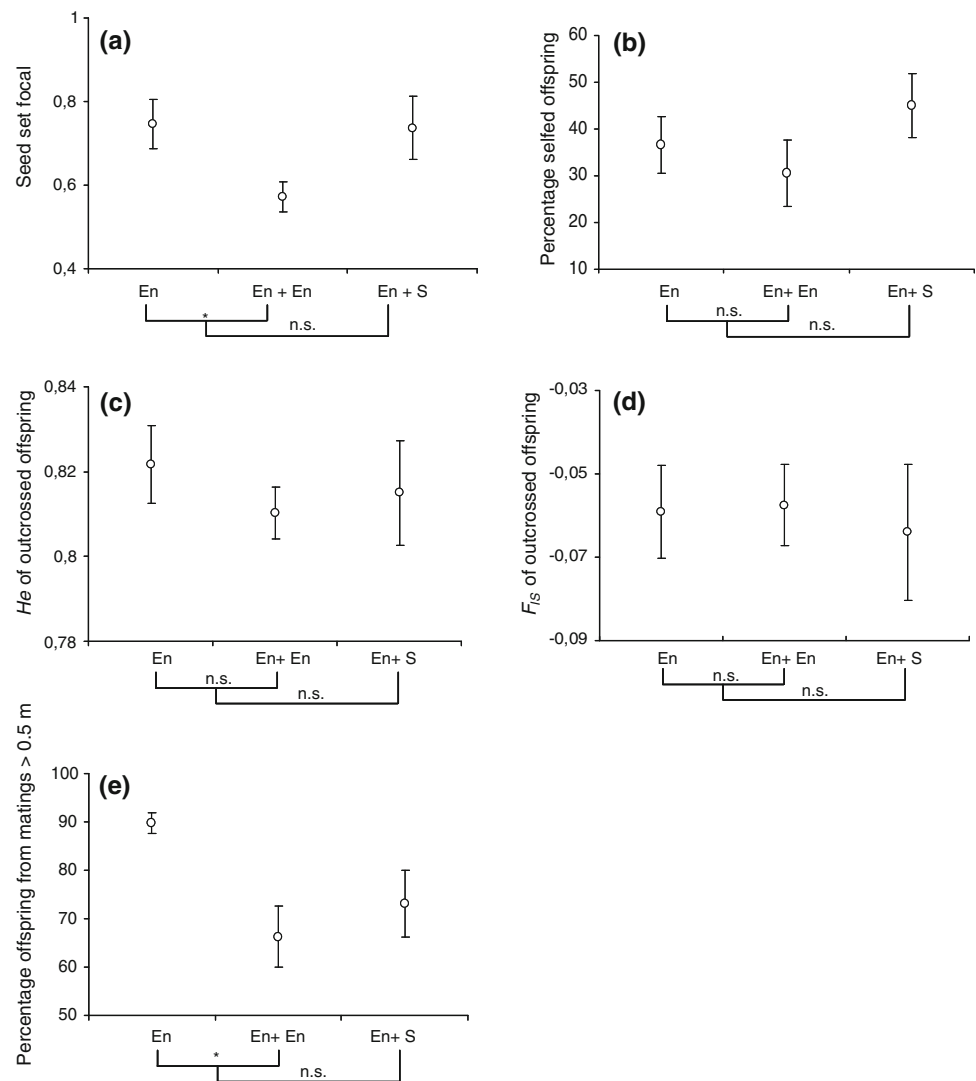 (a)
Seed set focal
1
0,8
0,6
0,4
En
En + En
En + S
*
n.s.
(b)
Percentage selfed offspring
60
50
40
30
20
10
En
En+ En
En+ S
n.s.
n.s.
(c)
He of outcrossed offspring
0,84
0,82
0,8
0,78
En
En+ En
En+ S
n.s.
n.s.
(d)
FIS of outcrossed offspring
-0,03
-0,05
-0,07
-0,09
En
En+ En
En+ S
n.s.
n.s.
(e)
Percentage offspring from matings > 0.5 m
100
90
80
70
60
50
En
En+ En
En+ S
*
n.s.